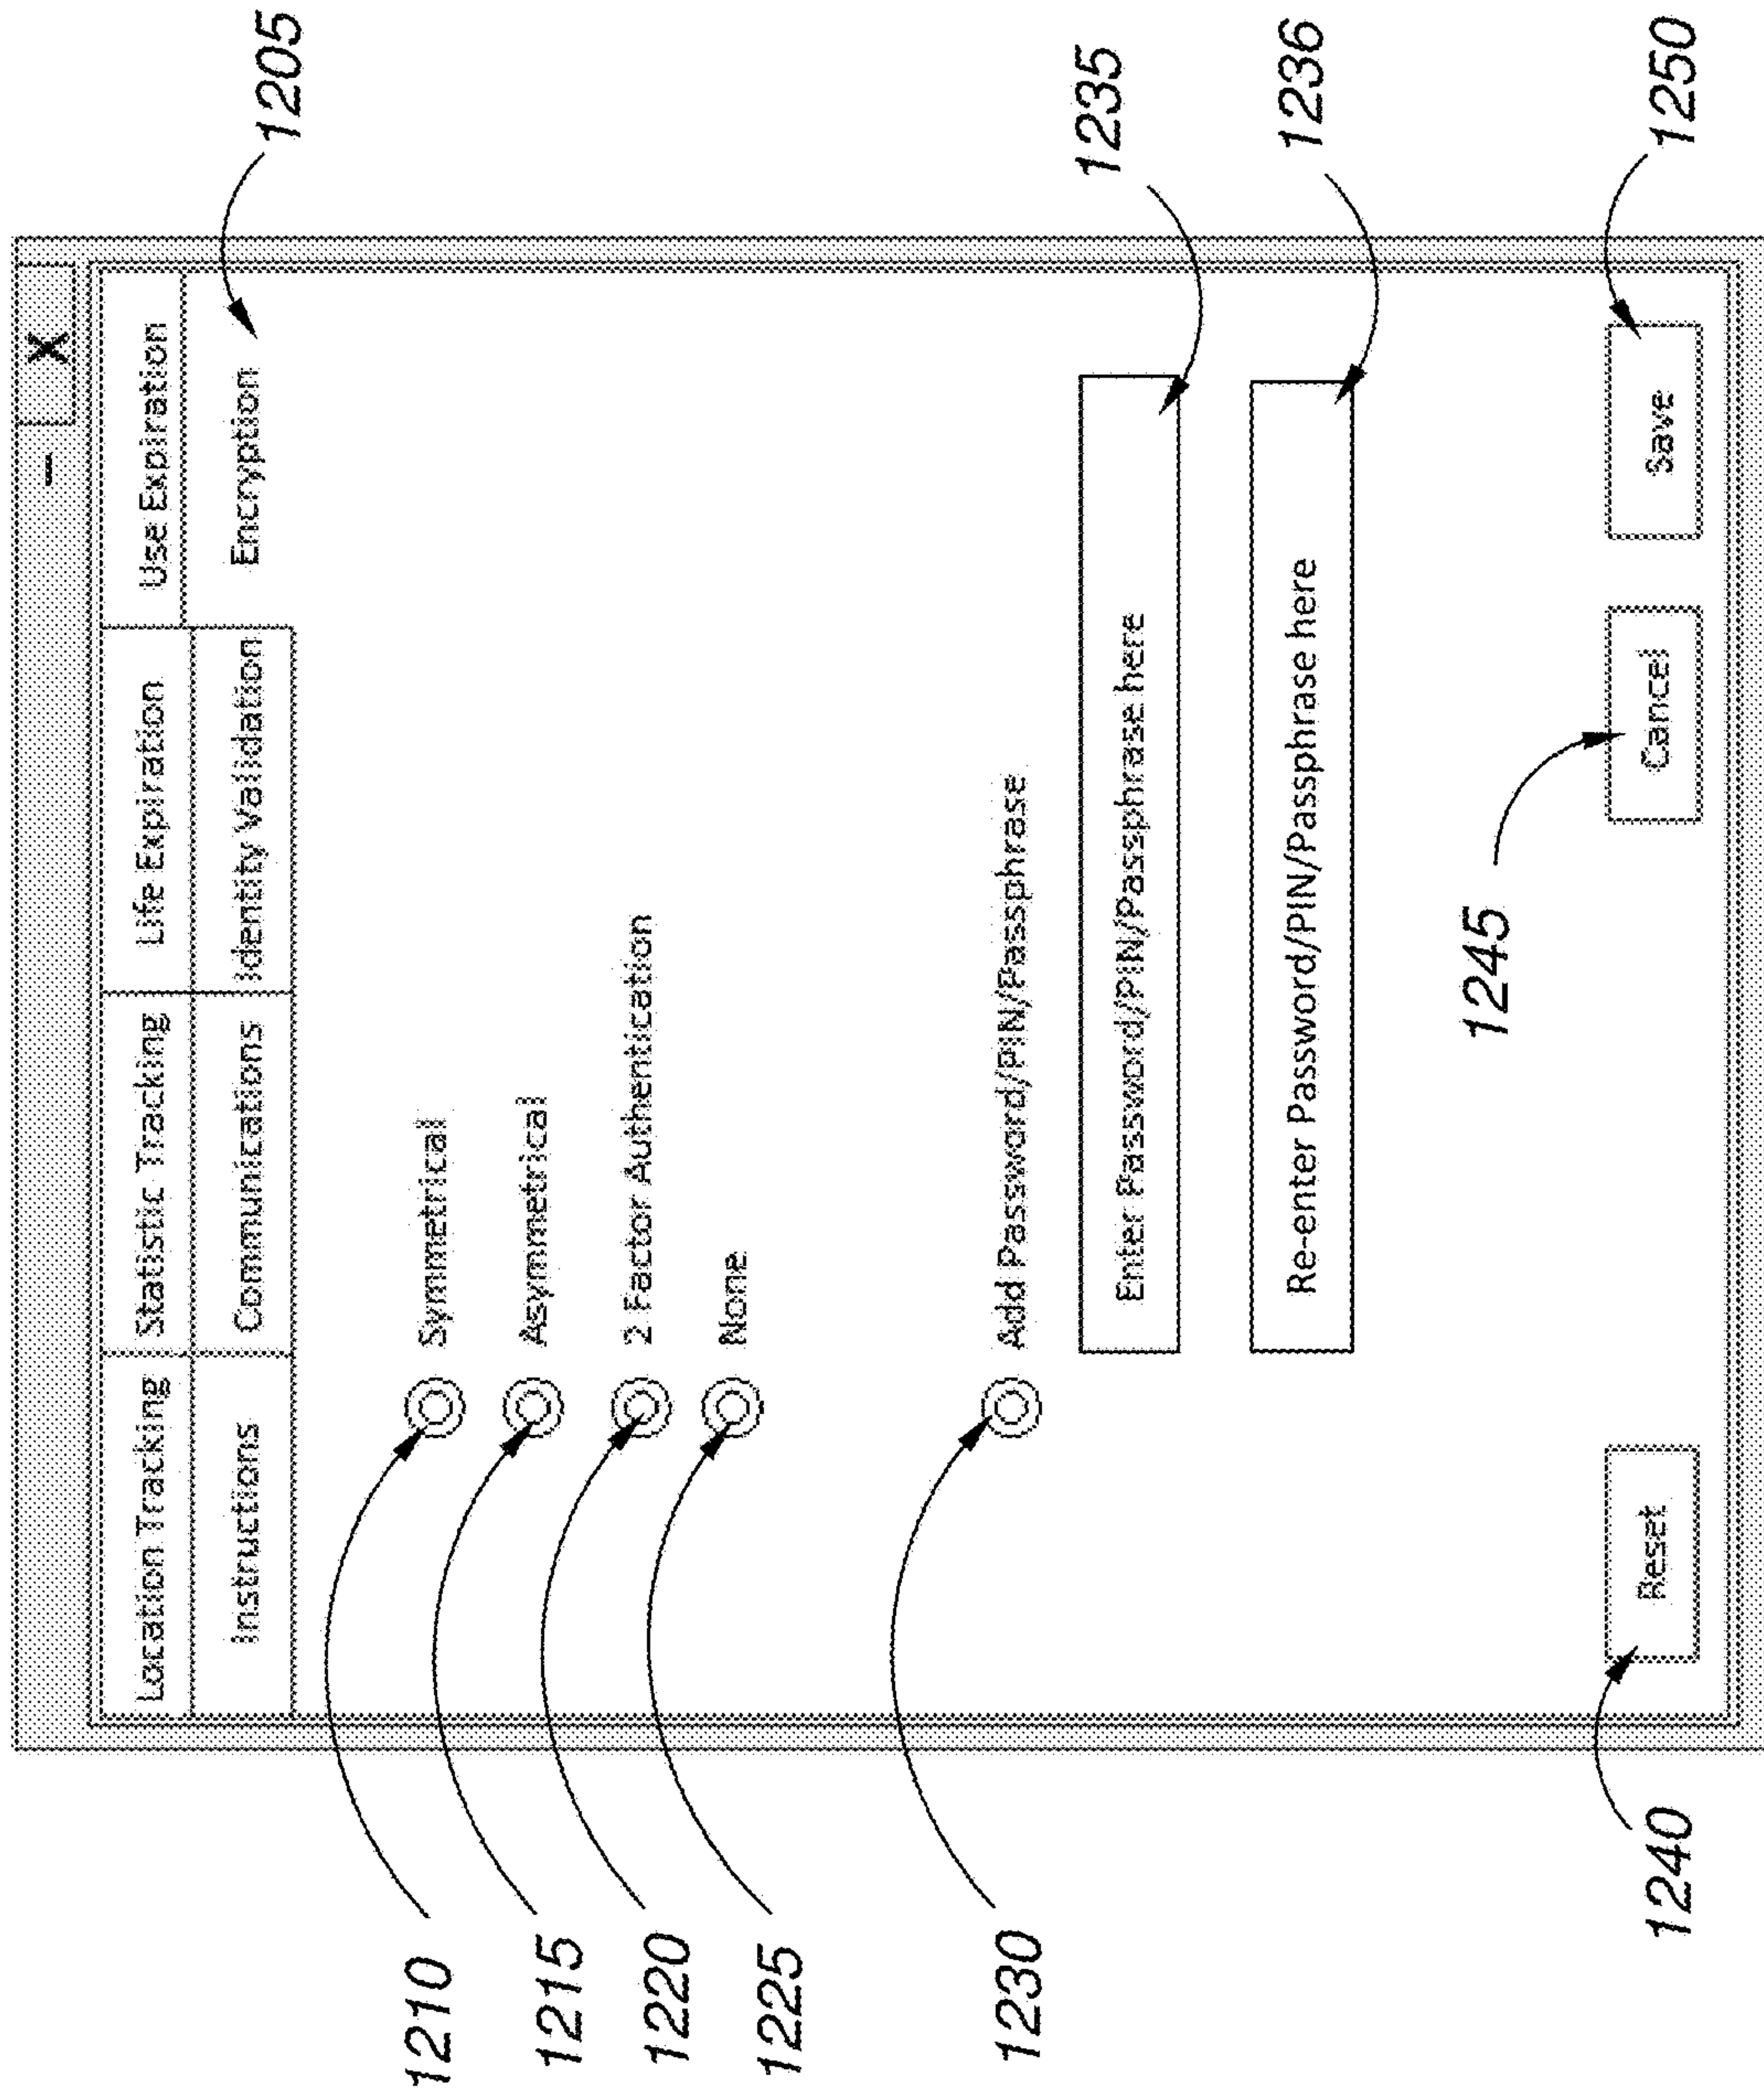 – X
Location Tracking Statistic Tracking Life Expiration Use Expiration
Instructions Communications Identity Validation Encryption
1205
1210 Symmetrical
1215 Asymmetrical
1220 2 Factor Authentication
1225 None
1230 Add Password/PIN/Passphrase
Enter Password/PIN/Passphrase here 1235
Re-enter Password/PIN/Passphrase here 1236
1245
1240 Reset Cancel Save 1250